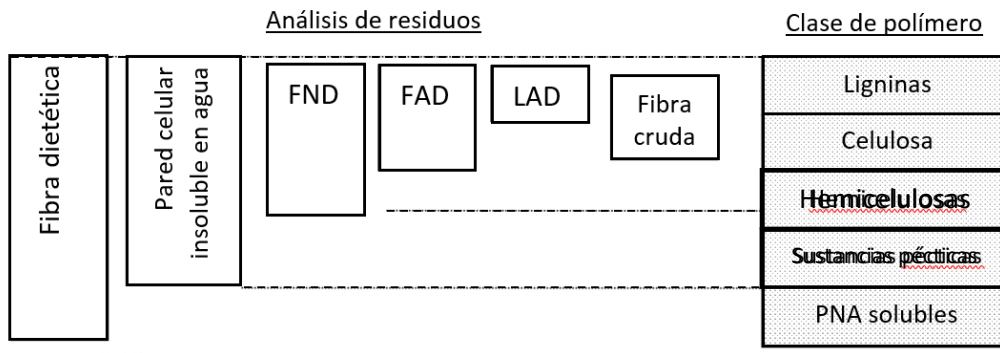 Análisis de residuos
Clase de polímero
Fibra dietética
Pared celular
insoluble en agua
FND
FAD
LAD
Fibra
cruda
Ligninas
Celulosa
Hemicelulosas
Sustancias pécticas
PNA solubles